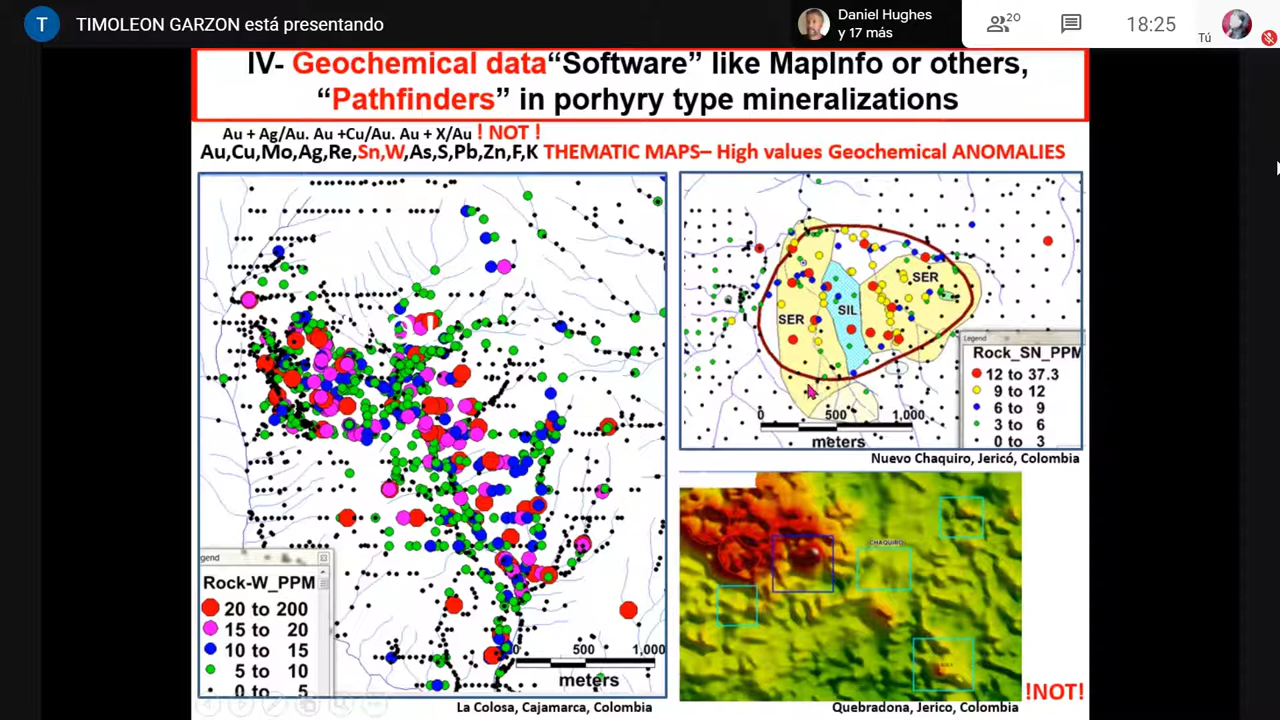 T TIMOLEON GARZON está presentando
Daniel Hughes
y 17 más
20
18:25
Tú
IV- Geochemical data“Software” like MapInfo or others,
“Pathfinders” in porhyry type mineralizations
Au + Ag/Au. Au +Cu/Au. Au + X/Au ! NOT !
Au,Cu,Mo,Ag,Re,Sn,W,As,S,Pb,Zn,F,K THEMATIC MAPS– High values Geochemical ANOMALIES
gend
Rock-W_PPM
20 to 200
15 to 20
10 to 15
5 to 10
0 to 5
0 500 1,000
meters
La Colosa, Cajamarca, Colombia
SER
SIL
SER
Legend
Rock_SN_PPM
12 to 37.3
9 to 12
6 to 9
3 to 6
0 to 3
0 500 1,000
meters
Nuevo Chaquiro, Jericó, Colombia
CHAQUIRO
!NOT!
Quebradona, Jerico, Colombia